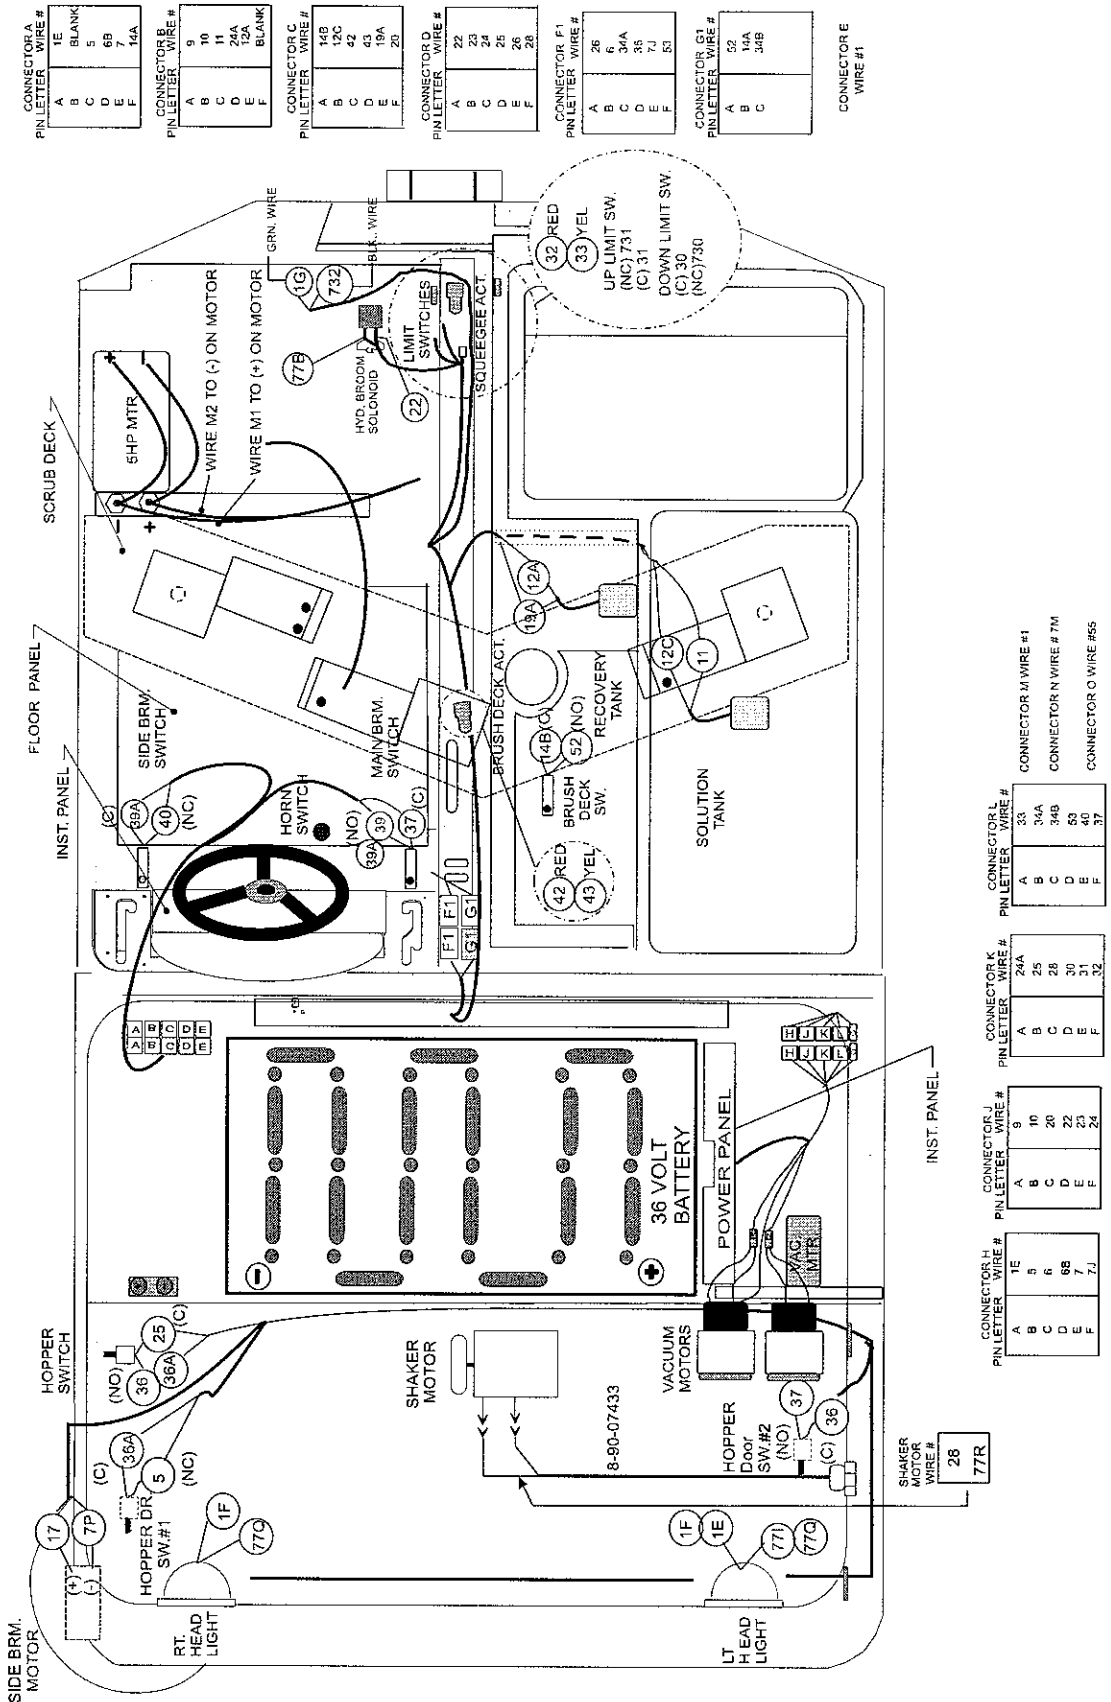 CONNECTOR A
PIN LETTER WIRE #
A 1E
B BLANK
C 5
D 6B
E 7
F 14A
CONNECTOR B
PIN LETTER WIRE #
A 9
B 10
C 11
D 24A
E 12A
F BLANK
CONNECTOR C
PIN LETTER WIRE #
A 14B
B 12C
C 42
D 43
E 19A
F 20
CONNECTOR D
PIN LETTER WIRE #
A 22
B 23
C 24
D 25
E 26
F 28
CONNECTOR F1
PIN LETTER WIRE #
A 26
B 6
C 34A
D 35
E 7J
F 53
CONNECTOR G1
PIN LETTER WIRE #
A 52
B 14A
C 34B
CONNECTOR E
WIRE #1
SCRUB DECK
FLOOR PANEL
INST. PANEL
5HP MTR
+
-
-
+
WIRE M2 TO (-) ON MOTOR
WIRE M1 TO (+) ON MOTOR
GRN. WIRE
1G
732
BLK. WIRE
77B
HYD. BROOM
SOLONOID
22
LIMIT
SWITCHES
SQUEEGEE ACT.
32 RED
33 YEL
UP LIMIT SW.
(NC) 731
(C) 31
DOWN LIMIT SW.
(C) 30
(NC)730
SIDE BRM.
SWITCH
(C)
39A
40
(NC)
HORN
SWITCH
MAIN BRM.
SWITCH
(NO)
39A
39
37
(C)
BRUSH DECK ACT.
19A
12A
14B (C)
52 (NO)
BRUSH
DECK
SW.
RECOVERY
TANK
12C
11
42 RED
43 YEL
SOLUTION
TANK
F1 F1
G1 G1
A A
B B
C C
D D
E E
36 VOLT
BATTERY
-
+
POWER PANEL
H H
J J
K K
L L
INST. PANEL
VAC
MTR
VACUUM
MOTORS
SHAKER
MOTOR
8-90-07433
HOPPER
SWITCH
(NO)
36
25
(C)
36A
(C)
36A
5
(NC)
HOPPER DR.
SW.#1
17
7P
(+)
(-)
SIDE BRM.
MOTOR
RT.
HEAD
LIGHT
1F
77Q
LT
HEAD
LIGHT
1F
1E
77I
77Q
HOPPER
Door
SW.#2
(NO)
(C)
37
36
SHAKER
MOTOR
WIRE #
28
77R
CONNECTOR H
PIN LETTER WIRE #
A 1E
B 5
C 6
D 6B
E 7
F 7J
CONNECTOR J
PIN LETTER WIRE #
A 9
B 10
C 20
D 22
E 23
F 24
CONNECTOR K
PIN LETTER WIRE #
A 24A
B 25
C 28
D 30
E 31
F 32
CONNECTOR L
PIN LETTER WIRE #
A 33
B 34A
C 34B
D 53
E 40
F 37
CONNECTOR M WIRE #1
CONNECTOR N WIRE # 7M
CONNECTOR O WIRE #55